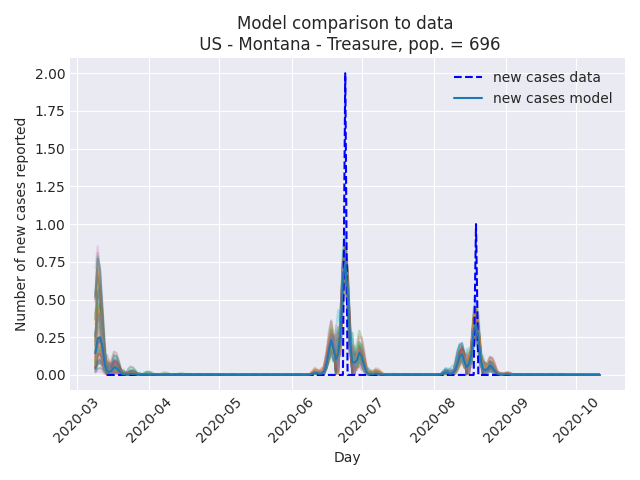 Model comparison to data
US - Montana - Treasure, pop. = 696
new cases data
new cases model
Number of new cases reported
2.00
1.75
1.50
1.25
1.00
0.75
0.50
0.25
0.00
2020-03
2020-04
2020-05
2020-06
2020-07
2020-08
2020-09
2020-10
Day